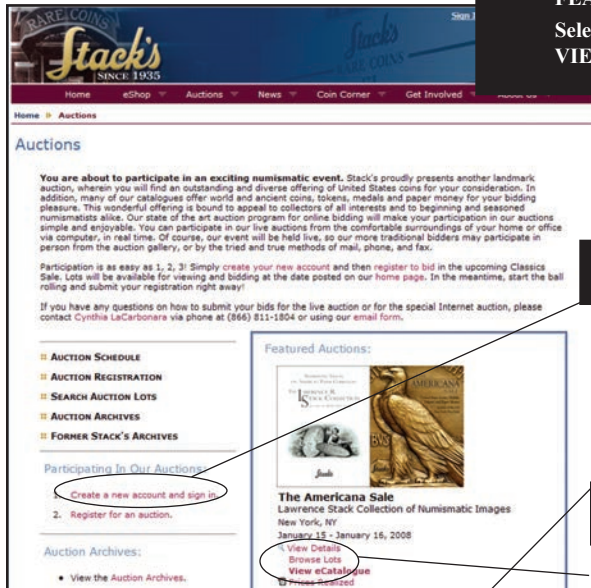 FEA
Sele
VIE
RARE COINS
Sign I
Stack's
SINCE 1935
Stack's
RARE COINS
Home eShop Auctions News Coin Corner Get Involved About Us
Home Auctions
Auctions
You are about to participate in an exciting numismatic event. Stack's proudly presents another landmark
auction, wherein you will find an outstanding and diverse offering of United States coins for your consideration. In
addition, many of our catalogues offer world and ancient coins, tokens, medals and paper money for your bidding
pleasure. This wonderful offering is bound to appeal to collectors of all interests and to beginning and seasoned
numismatists alike. Our state of the art auction program for online bidding will make your participation in our auctions
simple and enjoyable. You can participate in our live auctions from the comfortable surroundings of your home or office
via computer, in real time. Of course, our event will be held live, so our more traditional bidders may participate in
person from the auction gallery, or by the tried and true methods of mail, phone, and fax.
Participation is as easy as 1, 2, 3! Simply create your new account and then register to bid in the upcoming Classics
Sale. Lots will be available for viewing and bidding at the date posted on our home page. In the meantime, start the ball
rolling and submit your registration right away!
If you have any questions on how to submit your bids for the live auction or for the special Internet auction, please
contact Cynthia LaCarbonara via phone at (866) 811-1804 or using our email form.
AUCTION SCHEDULE
AUCTION REGISTRATION
SEARCH AUCTION LOTS
AUCTION ARCHIVES
FORMER STACK'S ARCHIVES
Participating In Our Auctions:
1. Create a new account and sign in.
2. Register for an auction.
Auction Archives:
• View the Auction Archives.
Featured Auctions:
AMERICANA
Stack's
The Americana Sale
Lawrence Stack Collection of Numismatic Images
New York, NY
January 15 - January 16, 2008
View Details
Browse Lots
View eCatalogue
Prices Realized